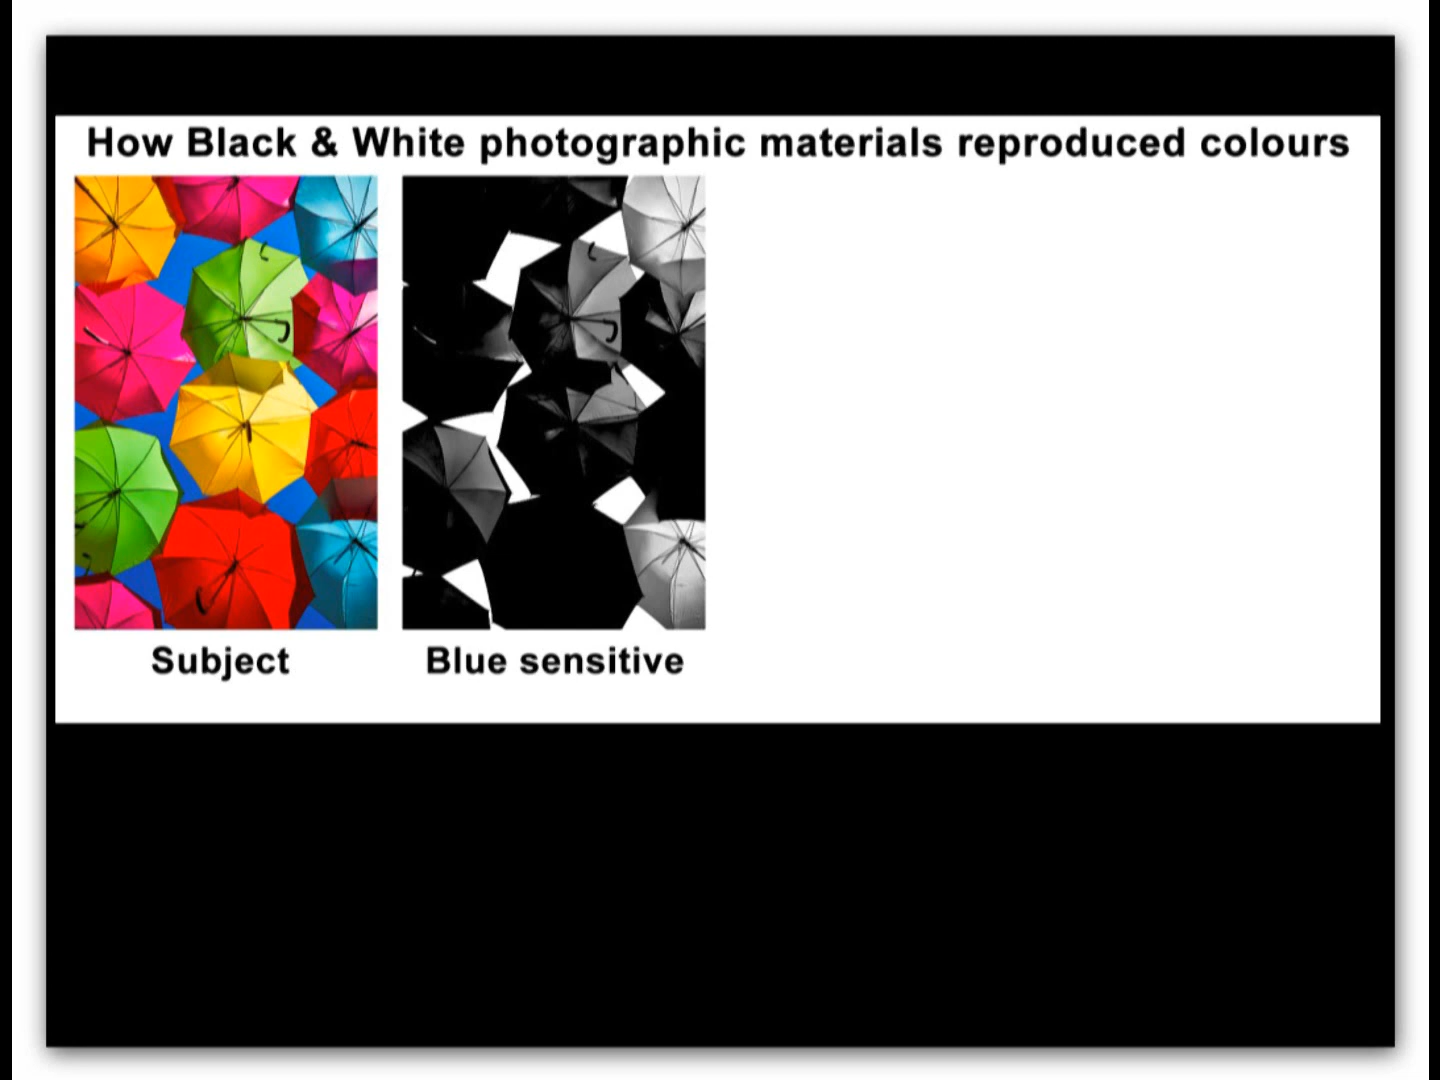 How Black & White photographic materials reproduced colours
Subject
Blue sensitive